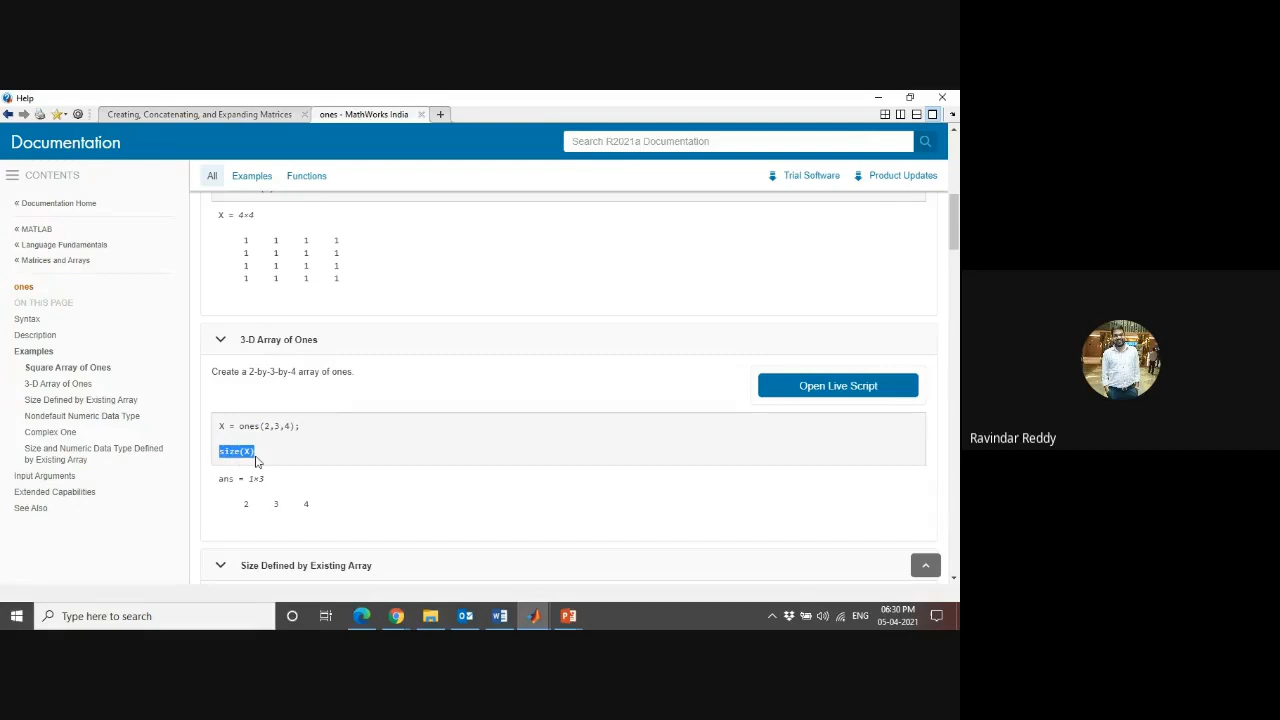 Help
Creating, Concatenating, and Expanding Matrices
ones - MathWorks India
Documentation
Search R2021a Documentation
CONTENTS
All Examples Functions
Trial Software Product Updates
« Documentation Home
« MATLAB
« Language Fundamentals
« Matrices and Arrays
ones
ON THIS PAGE
Syntax
Description
Examples
Square Array of Ones
3-D Array of Ones
Size Defined by Existing Array
Nondefault Numeric Data Type
Complex One
Size and Numeric Data Type Defined
by Existing Array
Input Arguments
Extended Capabilities
See Also
X = 4×4
1 1 1 1
1 1 1 1
1 1 1 1
1 1 1 1
3-D Array of Ones
Create a 2-by-3-by-4 array of ones.
Open Live Script
X = ones(2,3,4);
size(X)
ans = 1×3
2 3 4
Size Defined by Existing Array
Ravindar Reddy
Type here to search
ENG
06:30 PM
05-04-2021